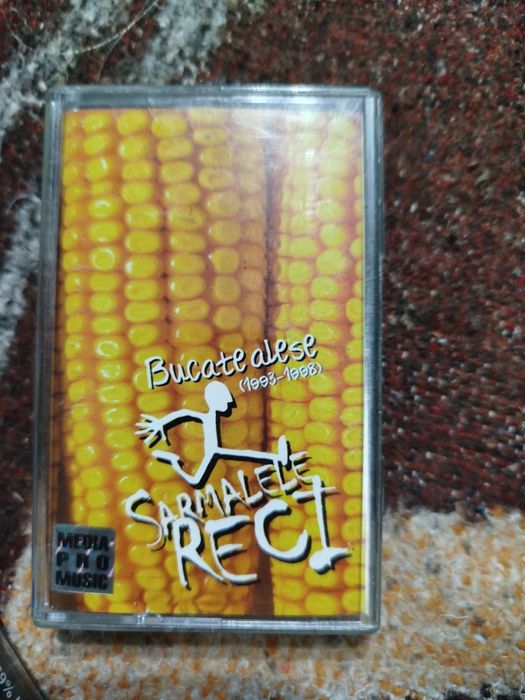 Bucate alese
(1993-1998)
SARMALELE
RECI
MEDIA
PRO
MUSIC